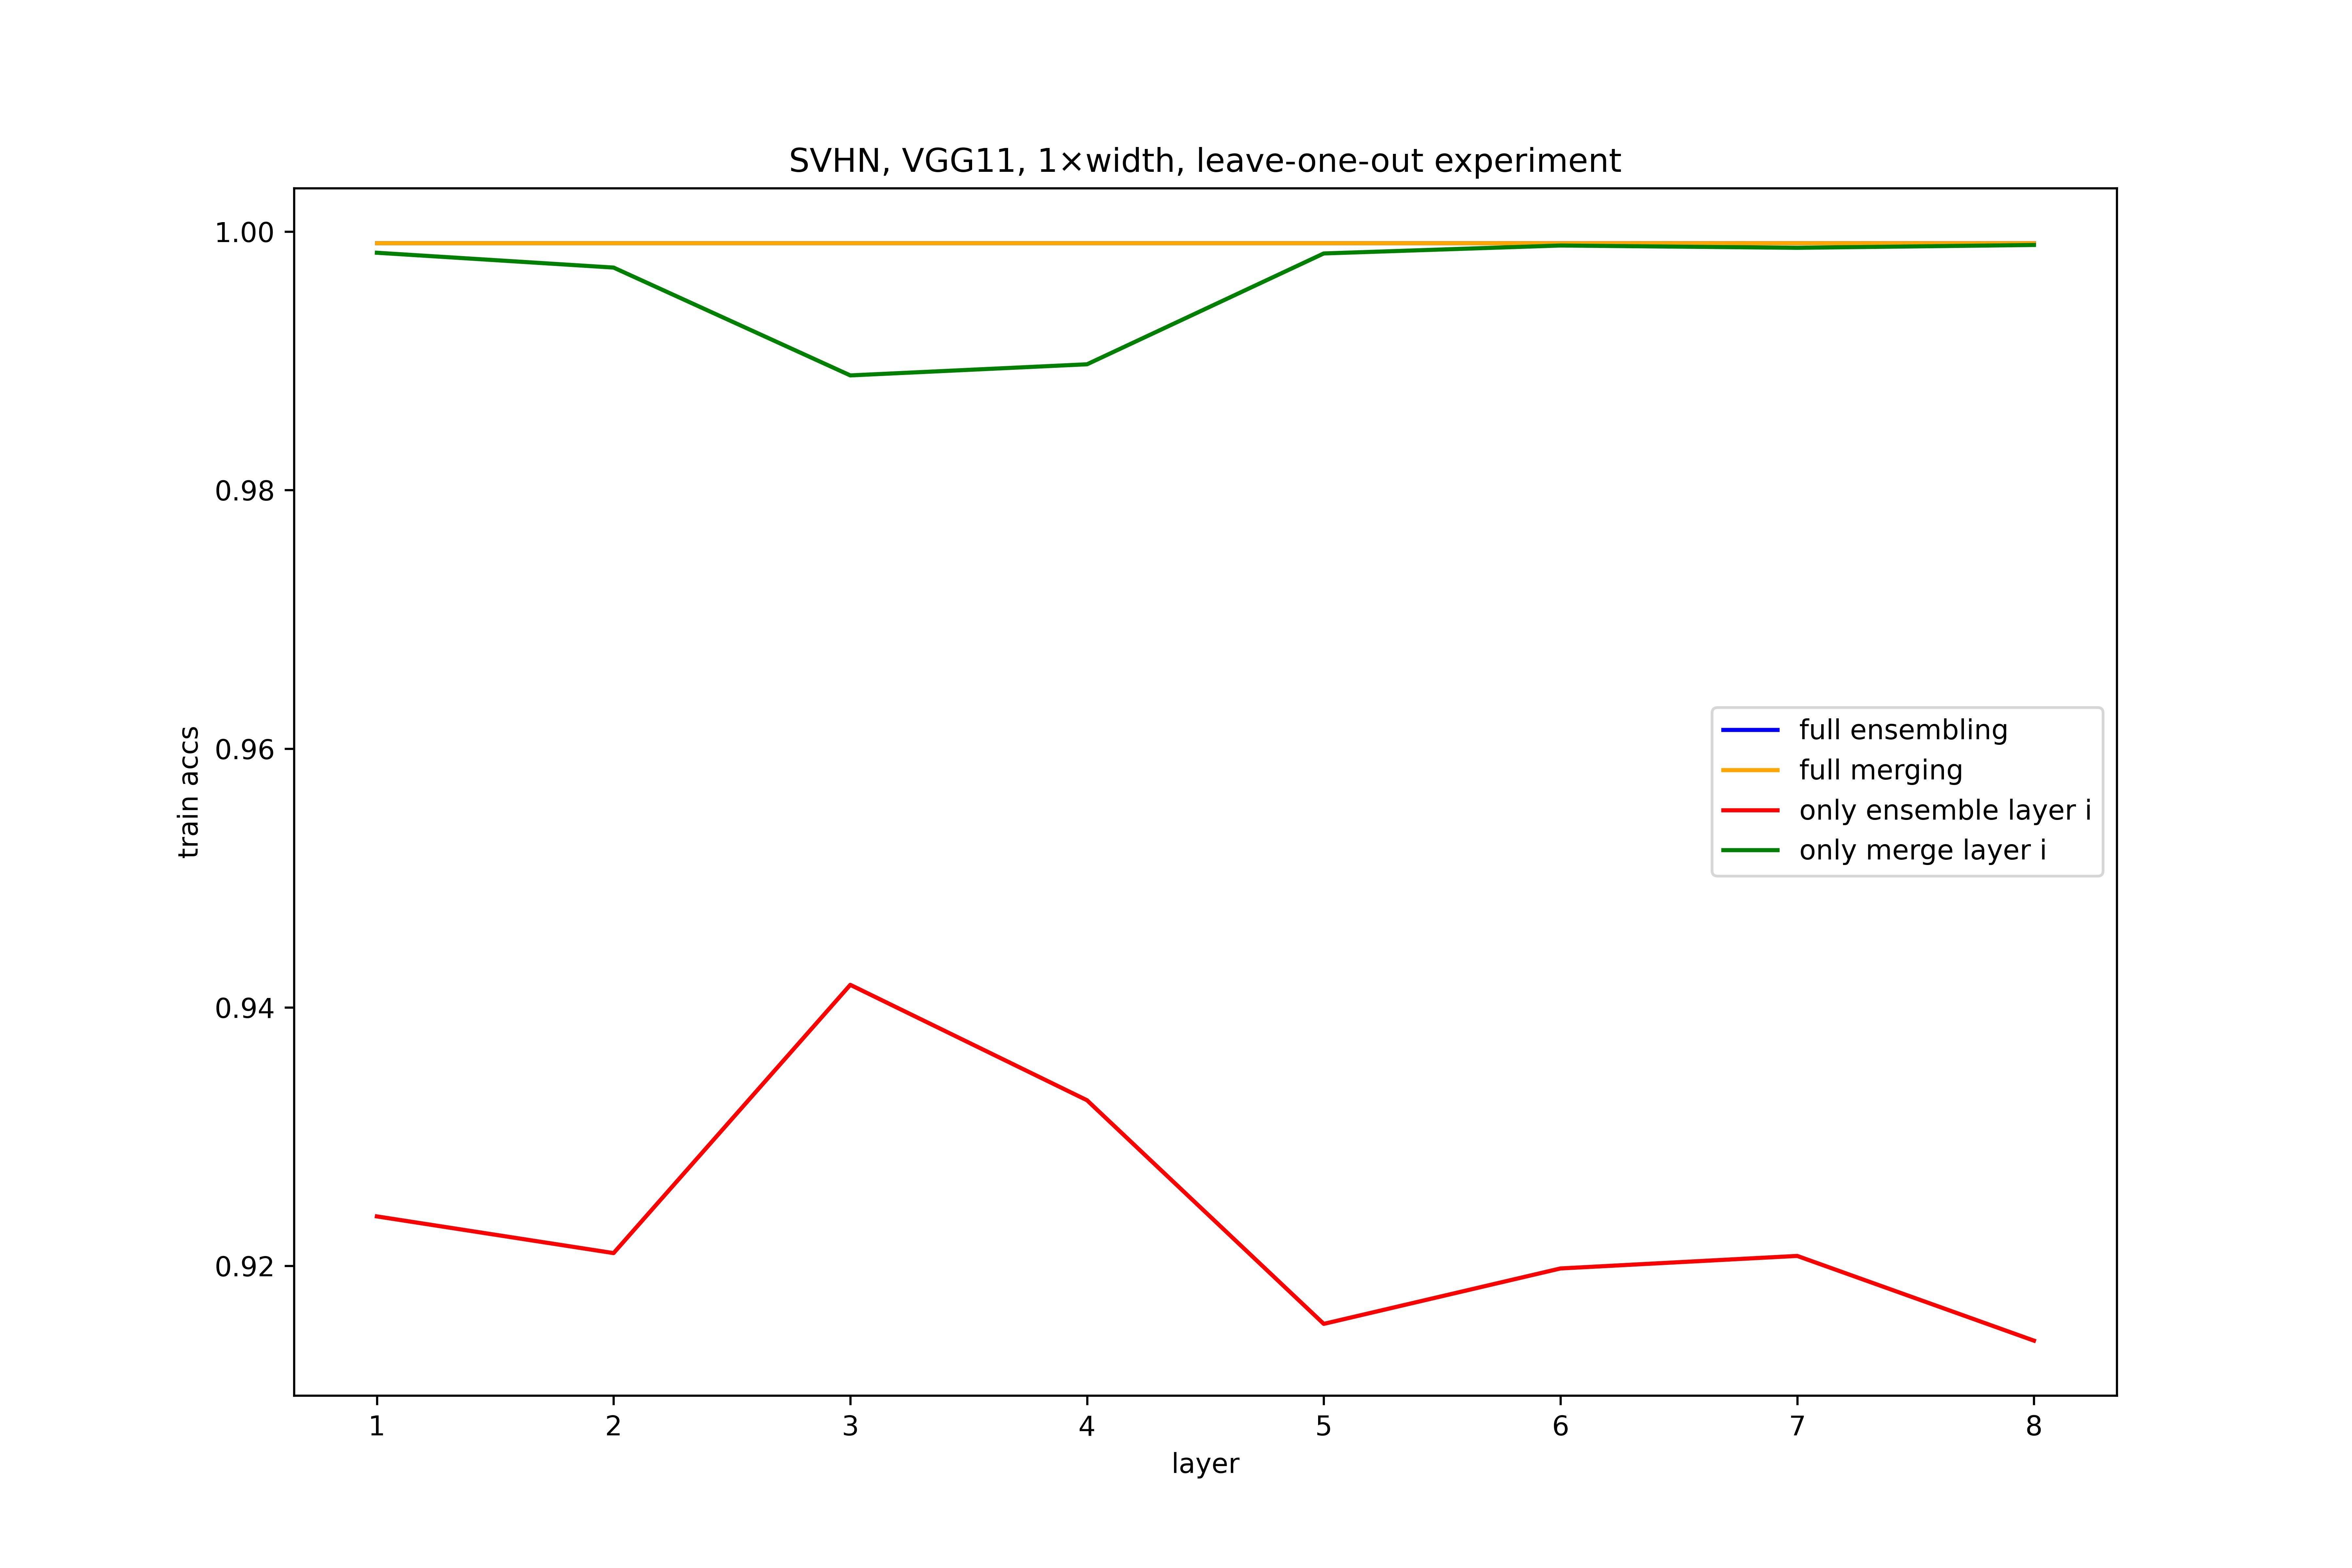 SVHN, VGG11, 1×width, leave-one-out experiment
1.00
0.98
0.96
0.94
0.92
train accs
full ensembling
full merging
only ensemble layer i
only merge layer i
1 2 3 4 5 6 7 8
layer